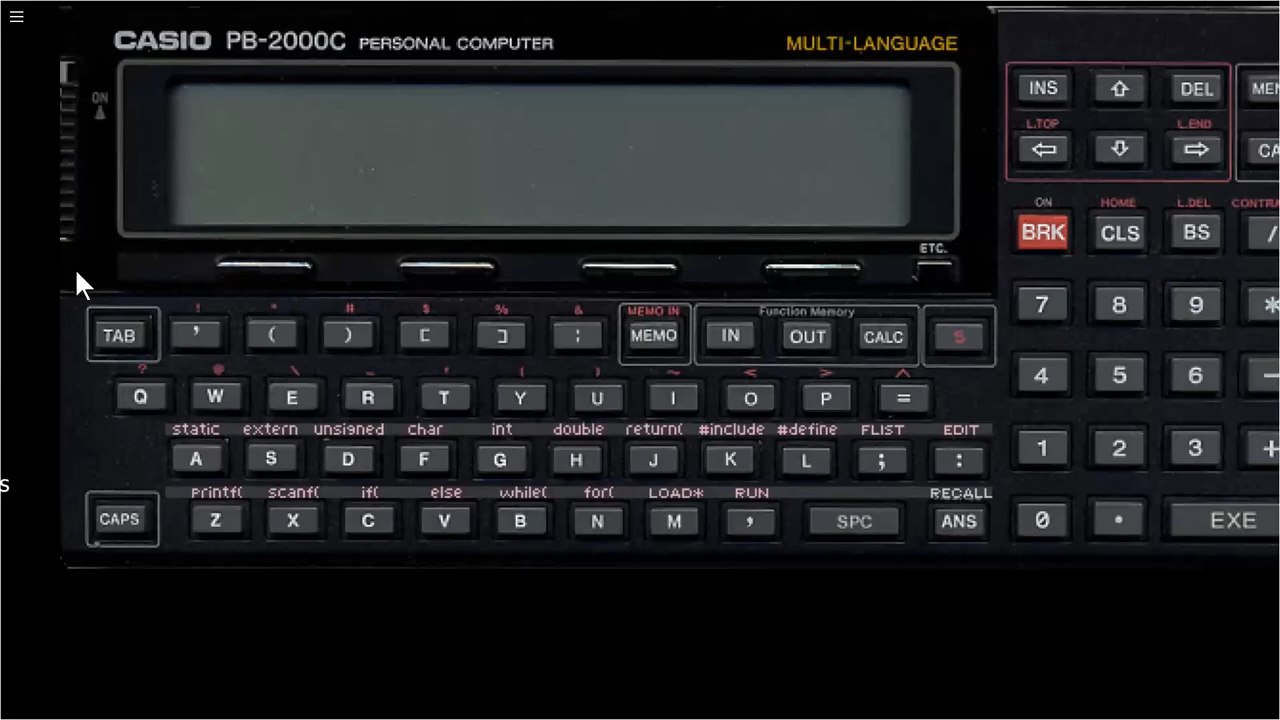 CASIO PB-2000C PERSONAL COMPUTER MULTI-LANGUAGE
ON
INS DEL
L.TOP L.END
ON HOME L.DEL
BRK CLS BS /
ETC.
! " # $ % & MEMO IN Function Memory
TAB ' ( ) [ ] | MEMO IN OUT CALC S
7 8 9 *
? @ \ _ ' { } ~ < > ^
Q W E R T Y U I O P =
4 5 6 −
static extern unsigned char int double return( #include #define FLIST EDIT
A S D F G H J K L ; :
1 2 3 +
printf( scanf( if( else while( for( LOAD* RUN RECALL
CAPS Z X C V B N M , SPC ANS
0 • EXE
s